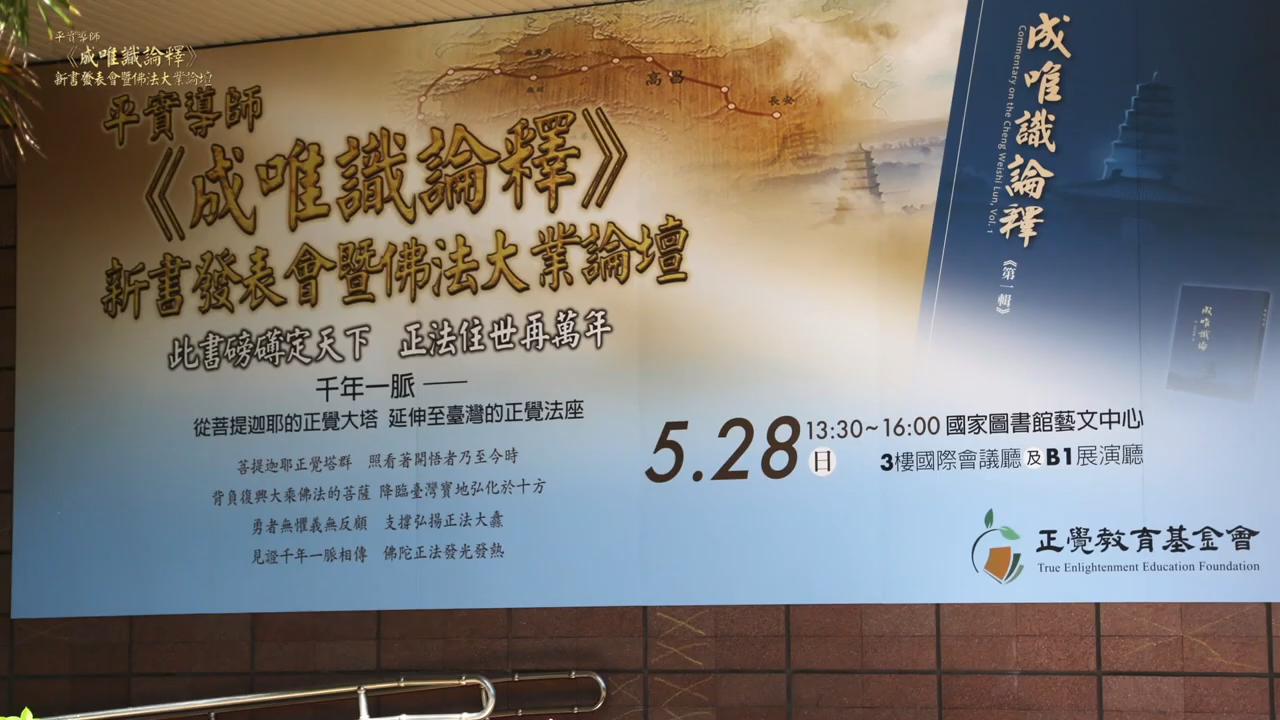 平實導師
《成唯識論釋》
新書發表會暨佛法大業論壇
平實導師
《成唯識論釋》
新書發表會暨佛法大業論壇
此書磅礡定天下 正法住世再萬年
千年一脈——
從菩提迦耶的正覺大塔 延伸至臺灣的正覺法座
菩提迦耶正覺塔群 照看著開悟者乃至今時
背負復興大乘佛法的菩薩 降臨臺灣寶地弘化於十方
勇者無懼義無反顧 支撐弘揚正法大纛
見證千年一脈相傳 佛陀正法發光發熱
高昌
長安
成唯識論釋
Commentary on the Cheng Weishi Lun, Vol. 1
《第一輯》
成唯識論
5.28 日 13:30~16:00 國家圖書館藝文中心
3樓國際會議廳及B1展演廳
正覺教育基金會
True Enlightenment Education Foundation